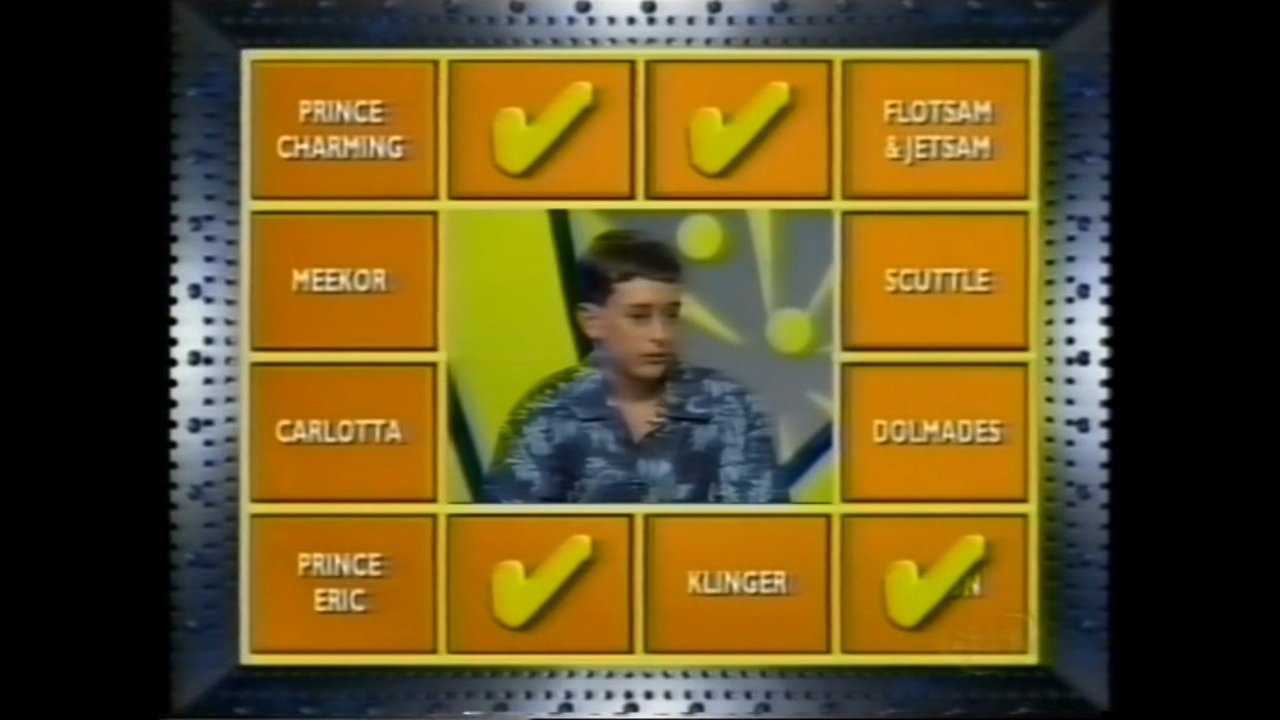 PRINCE
CHARMING
FLOTSAM
& JETSAM
MEEKOR
SCUTTLE
CARLOTTA
DOLMADES
PRINCE
ERIC
KLINGER